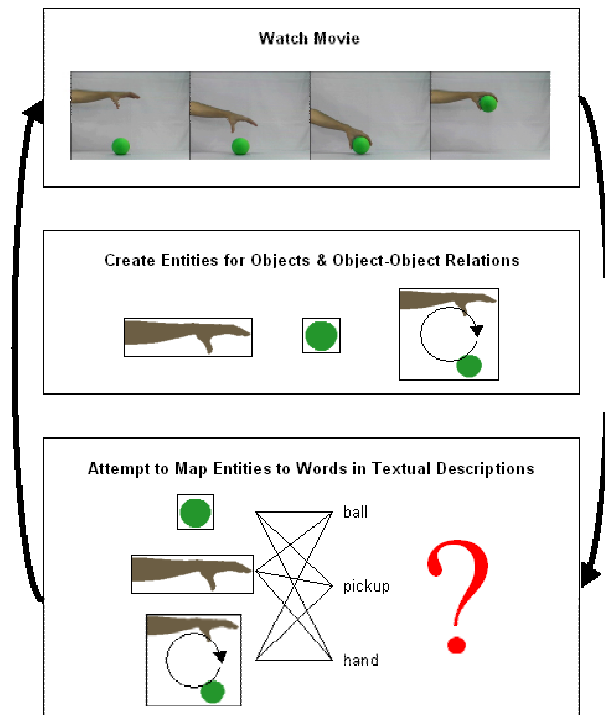 Watch Movie
Create Entities for Objects & Object-Object Relations
Attempt to Map Entities to Words in Textual Descriptions
ball
pickup
?
hand